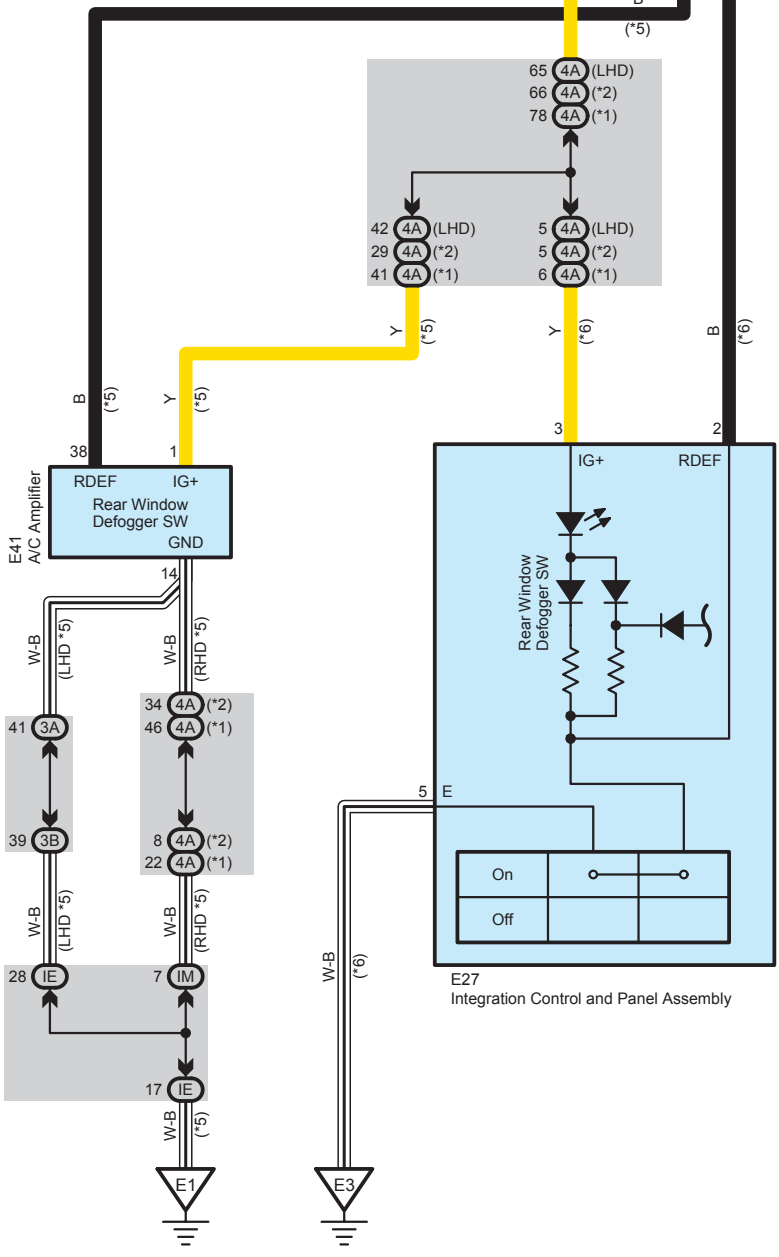 B
(*5)
65 4A (LHD)
66 4A (*2)
78 4A (*1)
42 4A (LHD)
29 4A (*2)
41 4A (*1)
5 4A (LHD)
5 4A (*2)
6 4A (*1)
Y
(*5)
Y
(*6)
B
(*6)
B
(*5)
Y
(*5)
38
1
3
2
RDEF
IG+
Rear Window
Defogger SW
GND
E41
A/C Amplifier
IG+
RDEF
Rear Window
Defogger SW
14
W-B
(LHD *5)
W-B
(RHD *5)
34 4A (*2)
46 4A (*1)
41 3A
39 3B
8 4A (*2)
22 4A (*1)
5 E
On
Off
W-B
(LHD *5)
W-B
(RHD *5)
W-B
(*6)
28 IE
7 IM
E27
Integration Control and Panel Assembly
17 IE
W-B
(*5)
E1
E3